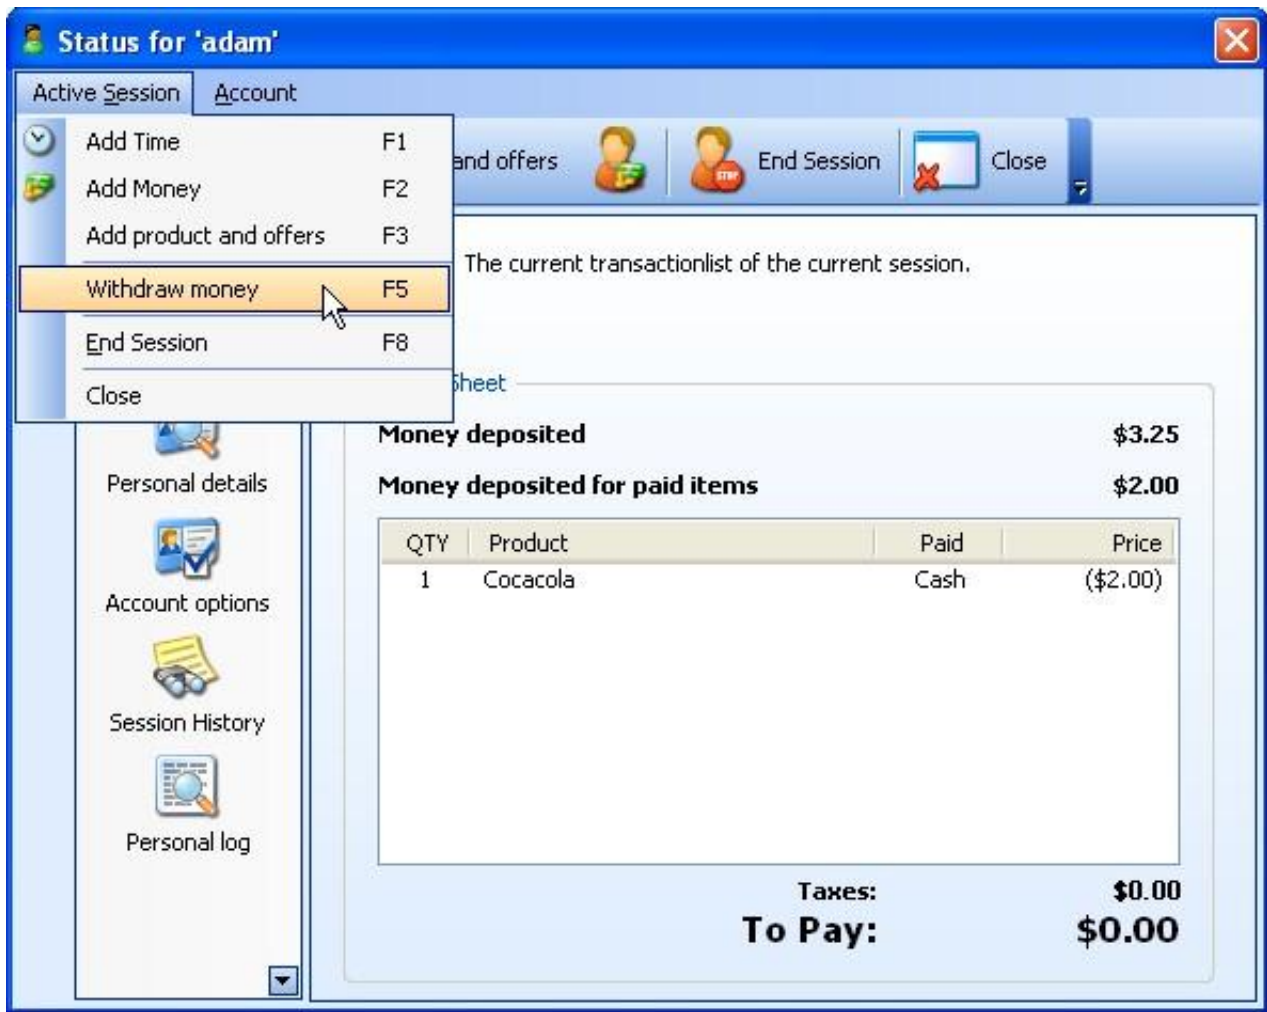 Status for 'adam'
Active Session Account
Add Time F1
Add Money F2
Add product and offers F3
Withdraw money F5
End Session F8
Close
and offers End Session Close
STOP
The current transactionlist of the current session.
Sheet
Personal details
Account options
Session History
Personal log
Money deposited $3.25
Money deposited for paid items $2.00
QTY Product Paid Price
1 Cocacola Cash ($2.00)
Taxes: $0.00
To Pay: $0.00